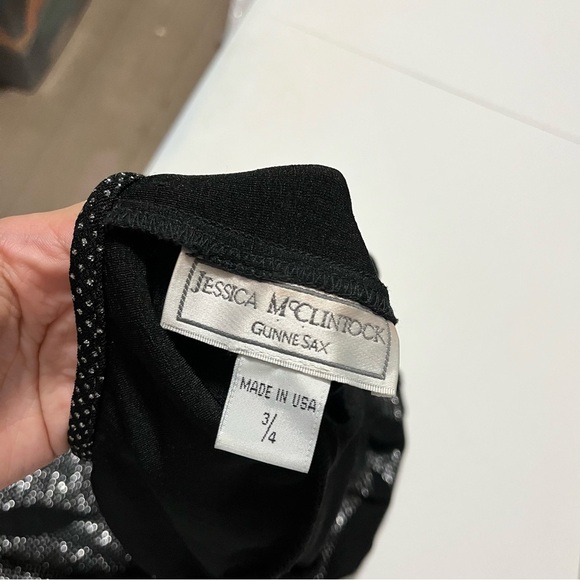 JESSICA McCLINTOCK
GUNNE SAX
MADE IN USA
3/4